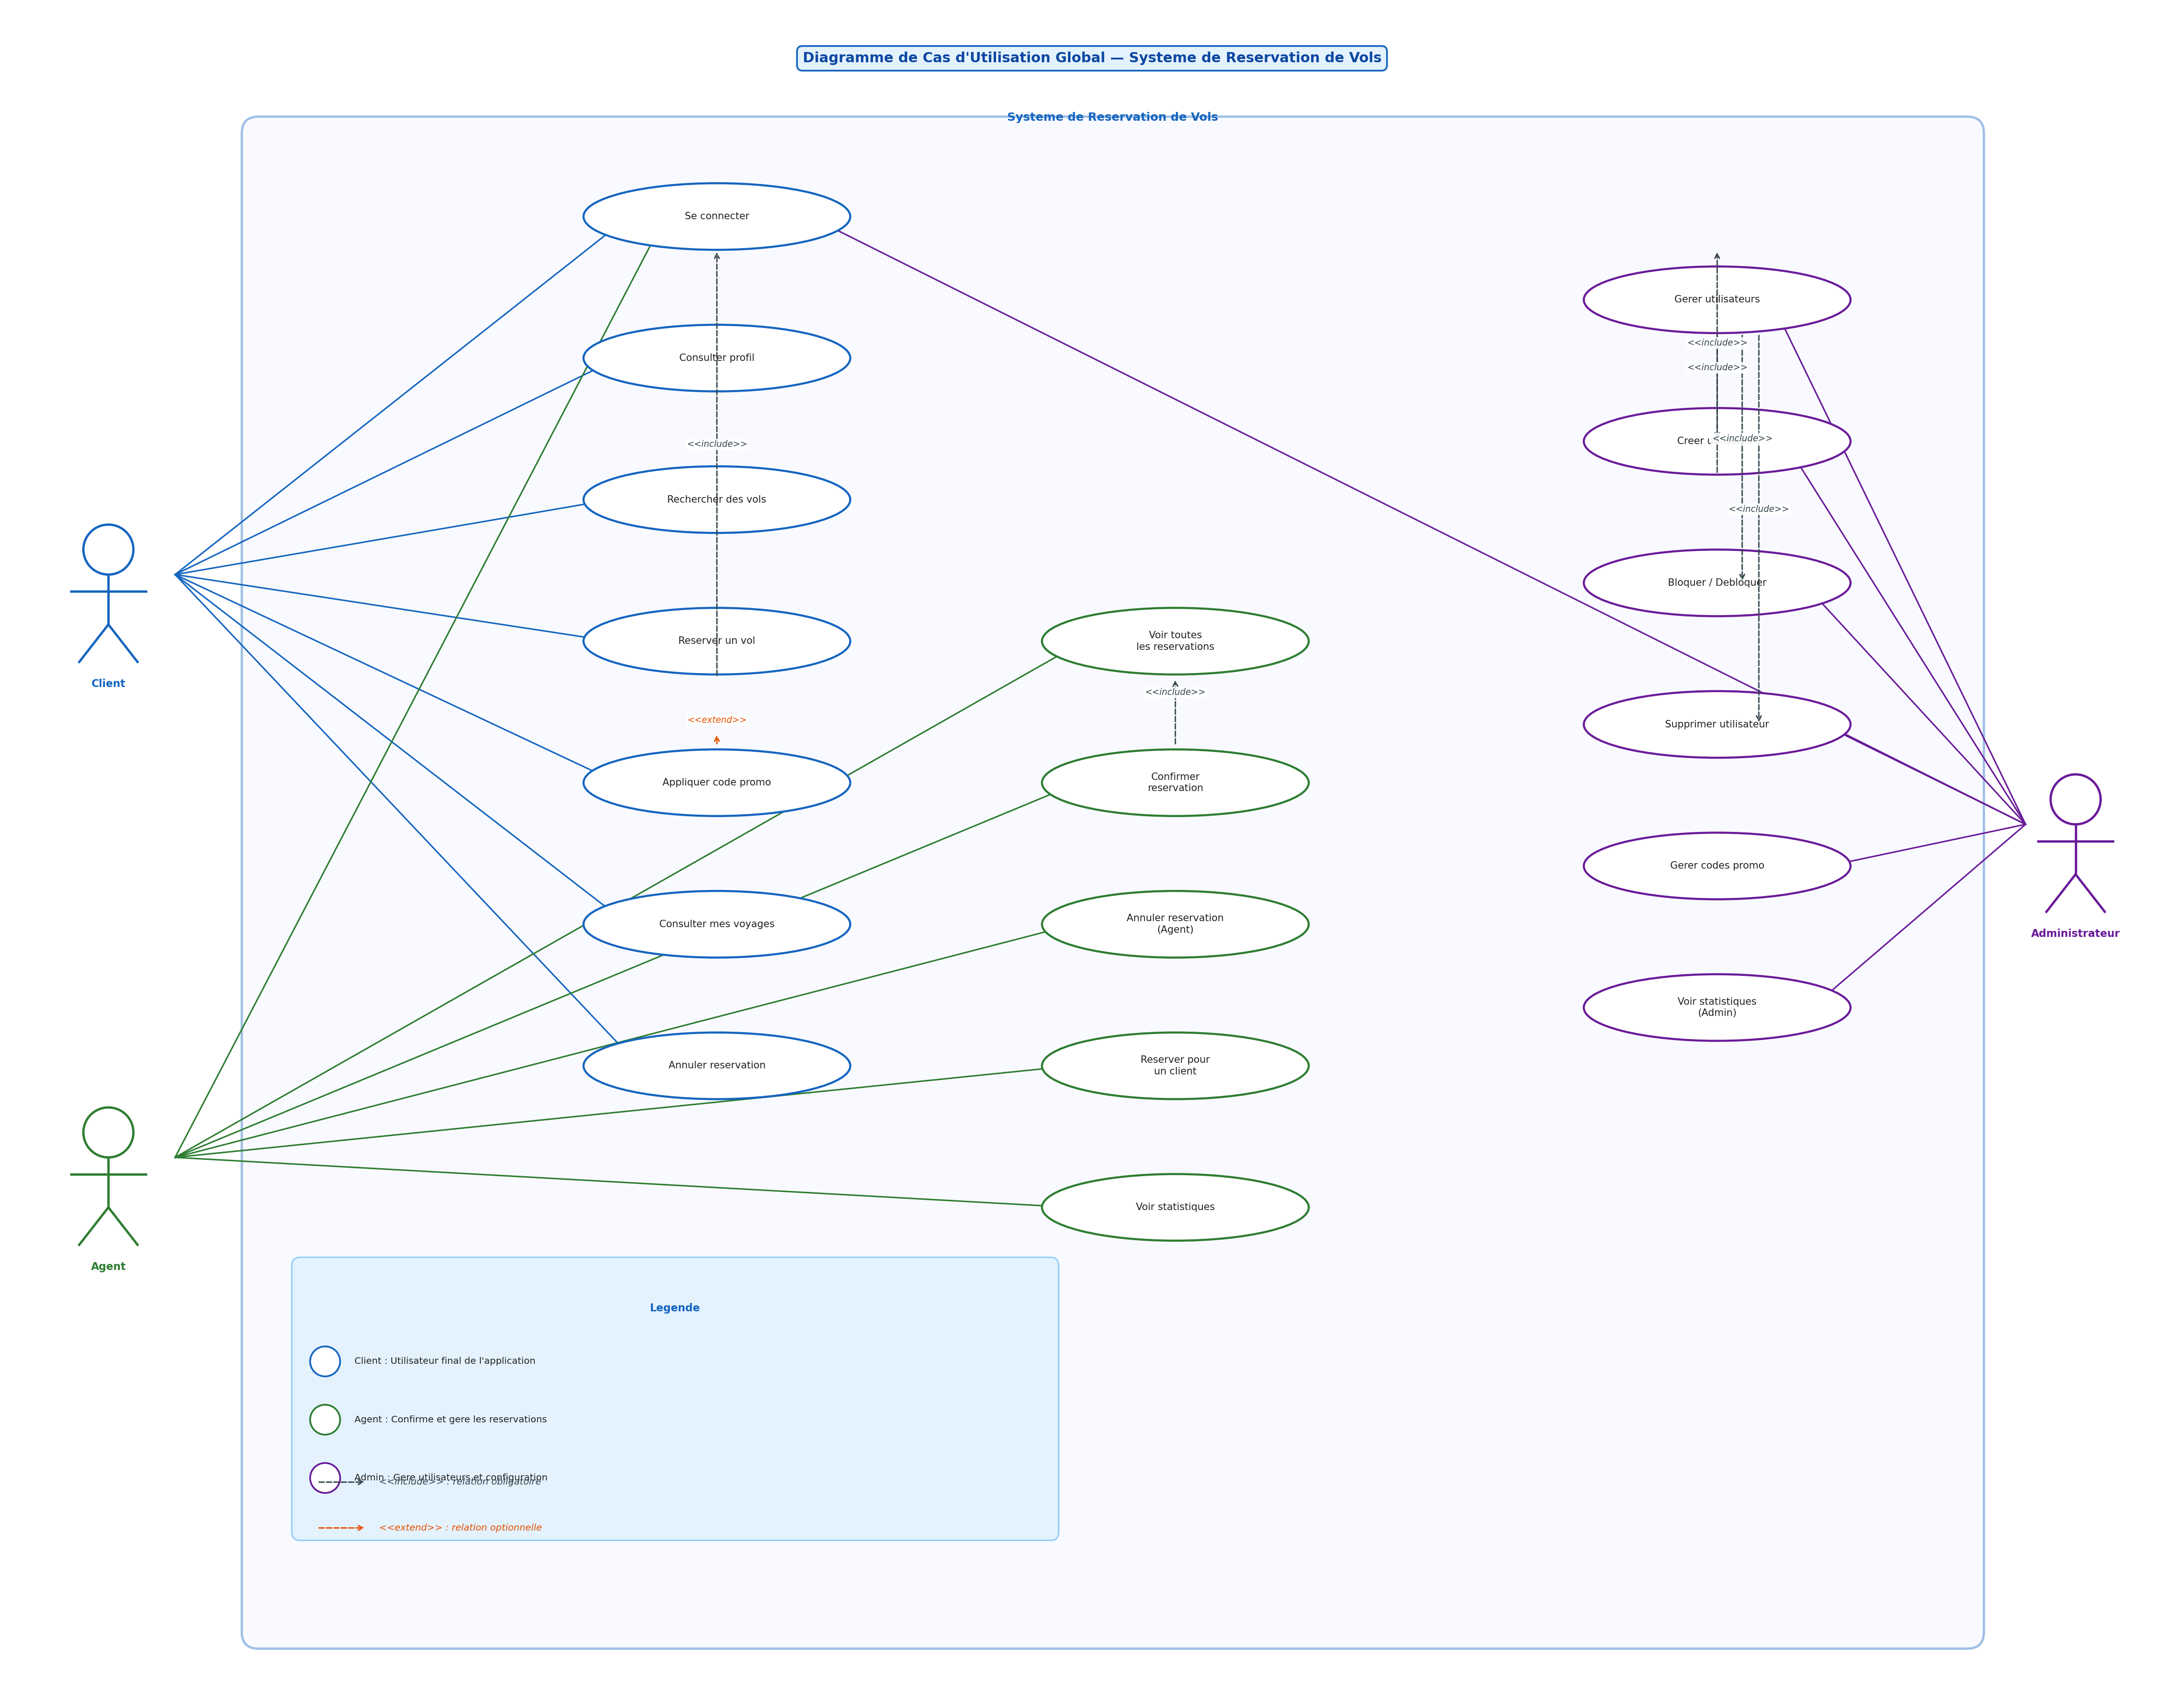 Diagramme de Cas d'Utilisation Global — Systeme de Reservation de Vols
Systeme de Reservation de Vols
Se connecter
Gerer utilisateurs
<<include>>
Consulter profil
<<include>>
Creer
<<include>>
<<include>>
Rechercher des vols
<<include>>
Bloquer / Debloquer
Reserver un vol
Voir toutes
les reservations
Client
<<include>>
<<extend>>
Supprimer utilisateur
Appliquer code promo
Confirmer
reservation
Gerer codes promo
Administrateur
Consulter mes voyages
Annuler reservation
(Agent)
Voir statistiques
(Admin)
Annuler reservation
Reserver pour
un client
Voir statistiques
Agent
Legende
Client : Utilisateur final de l'application
Agent : Confirme et gere les reservations
Admin : Gere utilisateurs et configuration
<<include>> : relation obligatoire
<<extend>> : relation optionnelle